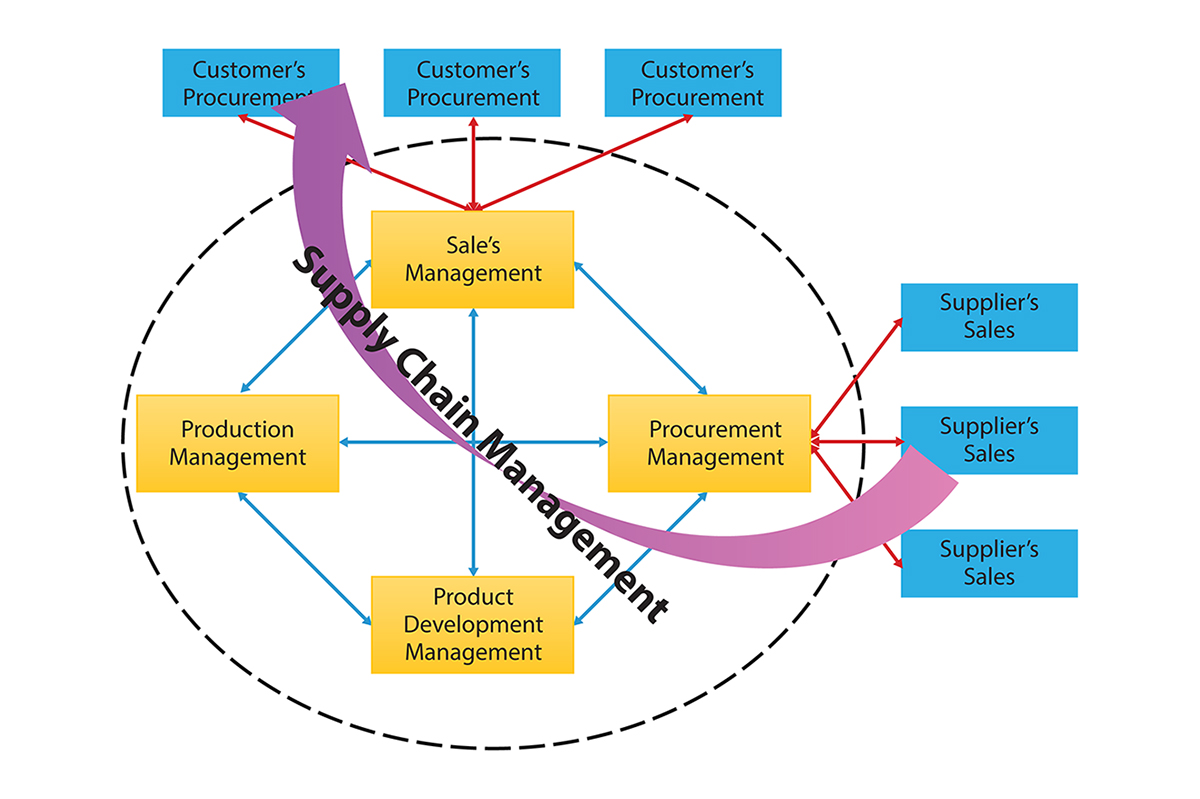 Customer's
Procurement
Customer's
Procurement
Customer's
Procurement
Sale's
Management
Supply Chain Management
Supplier's
Sales
Production
Management
Procurement
Management
Supplier's
Sales
Supplier's
Sales
Product
Development
Management